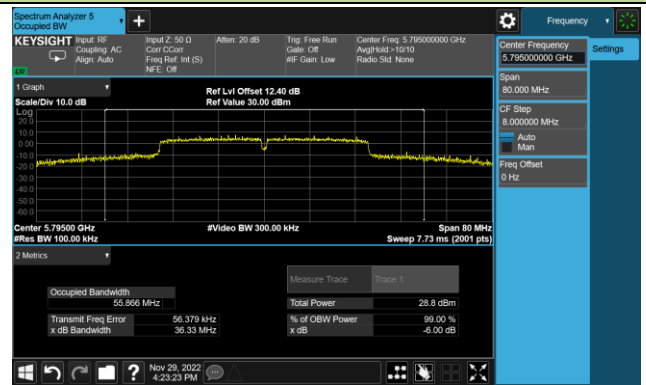 Spectrum Analyzer 5
Occupied BW
Frequency
KEYSIGHT
Input: RF
Coupling: AC
Align: Auto
Input Z: 50 Ω
Corr CCorr
Freq Ref: Int (S)
NFE: Off
Atten: 20 dB
Trig: Free Run
Gate: Off
#IF Gain: Low
Center Freq: 5.795000000 GHz
Avg|Hold:>10/10
Radio Std: None
Center Frequency
5.795000000 GHz
Settings
Span
80.000 MHz
CF Step
8.000000 MHz
Auto
Man
Freq Offset
0 Hz
1 Graph
Scale/Div 10.0 dB
Ref Lvl Offset 12.40 dB
Ref Value 30.00 dBm
Log
20.0
10.0
0.00
-10.0
-20.0
-30.0
-40.0
-50.0
-60.0
Center 5.79500 GHz
#Video BW 300.00 kHz
Span 80 MHz
#Res BW 100.00 kHz
Sweep 7.73 ms (2001 pts)
2 Metrics
Measure Trace
Trace 1
Occupied Bandwidth
55.866 MHz
Total Power
28.8 dBm
Transmit Freq Error
56.379 kHz
% of OBW Power
99.00 %
x dB Bandwidth
36.33 MHz
x dB
-6.00 dB
Nov 29, 2022
4:23:23 PM